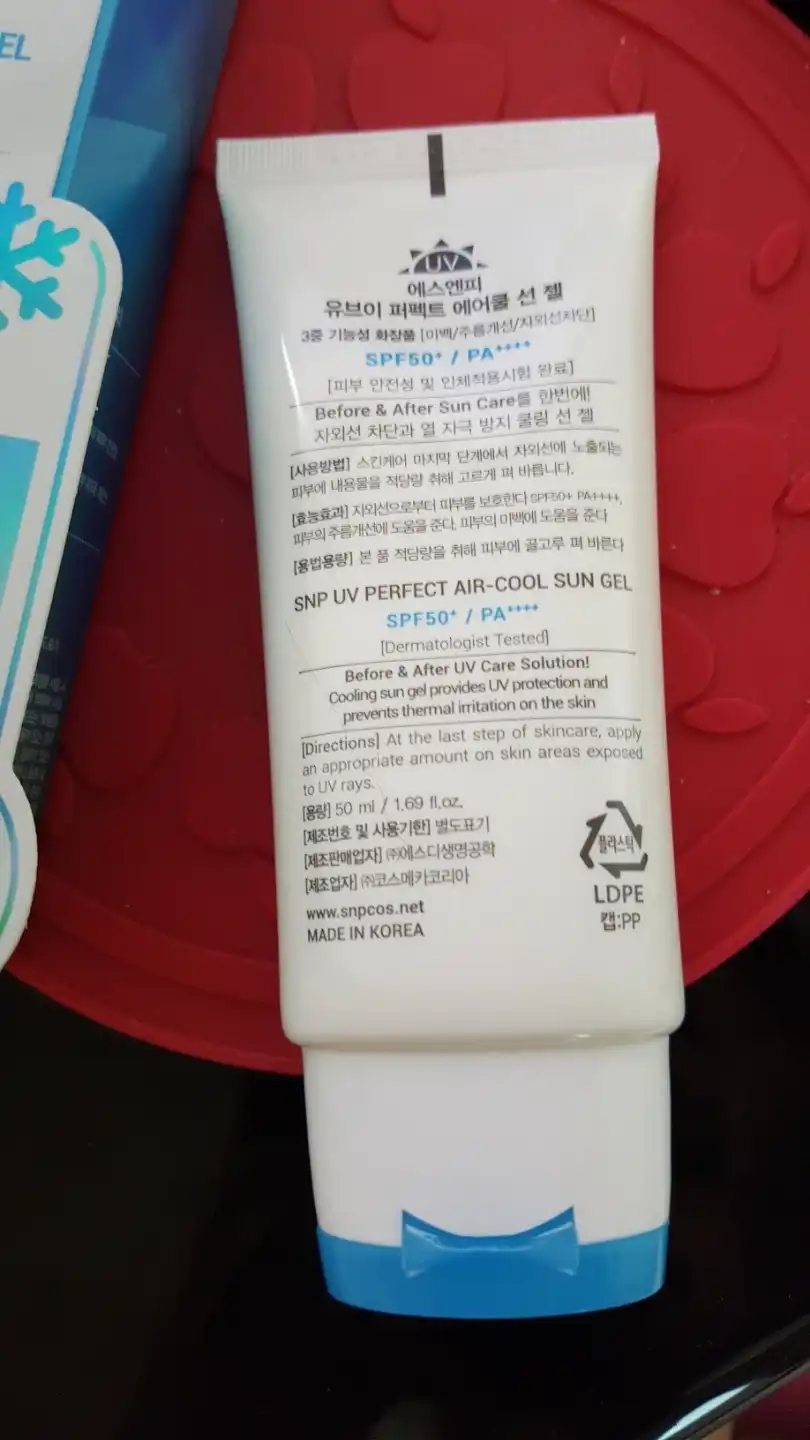 EL
UV
에스엔피
유브이 퍼펙트 에어쿨 선 젤
3중 기능성 화장품 [미백/주름개선/자외선차단]
SPF50+ / PA++++
[피부 안전성 및 인체적용시험 완료]
Before & After Sun Care를 한번에!
자외선 차단과 열 자극 방지 쿨링 선 젤
[사용방법] 스킨케어 마지막 단계에서 자외선에 노출되는
피부에 내용물을 적당량 취해 고르게 펴 바릅니다.
[효능효과] 자외선으로부터 피부를 보호한다 SPF50+ PA++++,
피부의 주름개선에 도움을 준다, 피부의 미백에 도움을 준다
[용법용량] 본 품 적당량을 취해 피부에 골고루 펴 바른다
SNP UV PERFECT AIR-COOL SUN GEL
SPF50+ / PA++++
[Dermatologist Tested]
Before & After UV Care Solution!
Cooling sun gel provides UV protection and
prevents thermal irritation on the skin
[Directions] At the last step of skincare, apply
an appropriate amount on skin areas exposed
to UV rays.
[용량] 50 ml / 1.69 fl.oz.
[제조번호 및 사용기한] 별도표기
[제조판매업자] ㈜에스디생명공학
[제조업자] ㈜코스메카코리아
www.snpcos.net
MADE IN KOREA
플라스틱
LDPE
캡:PP